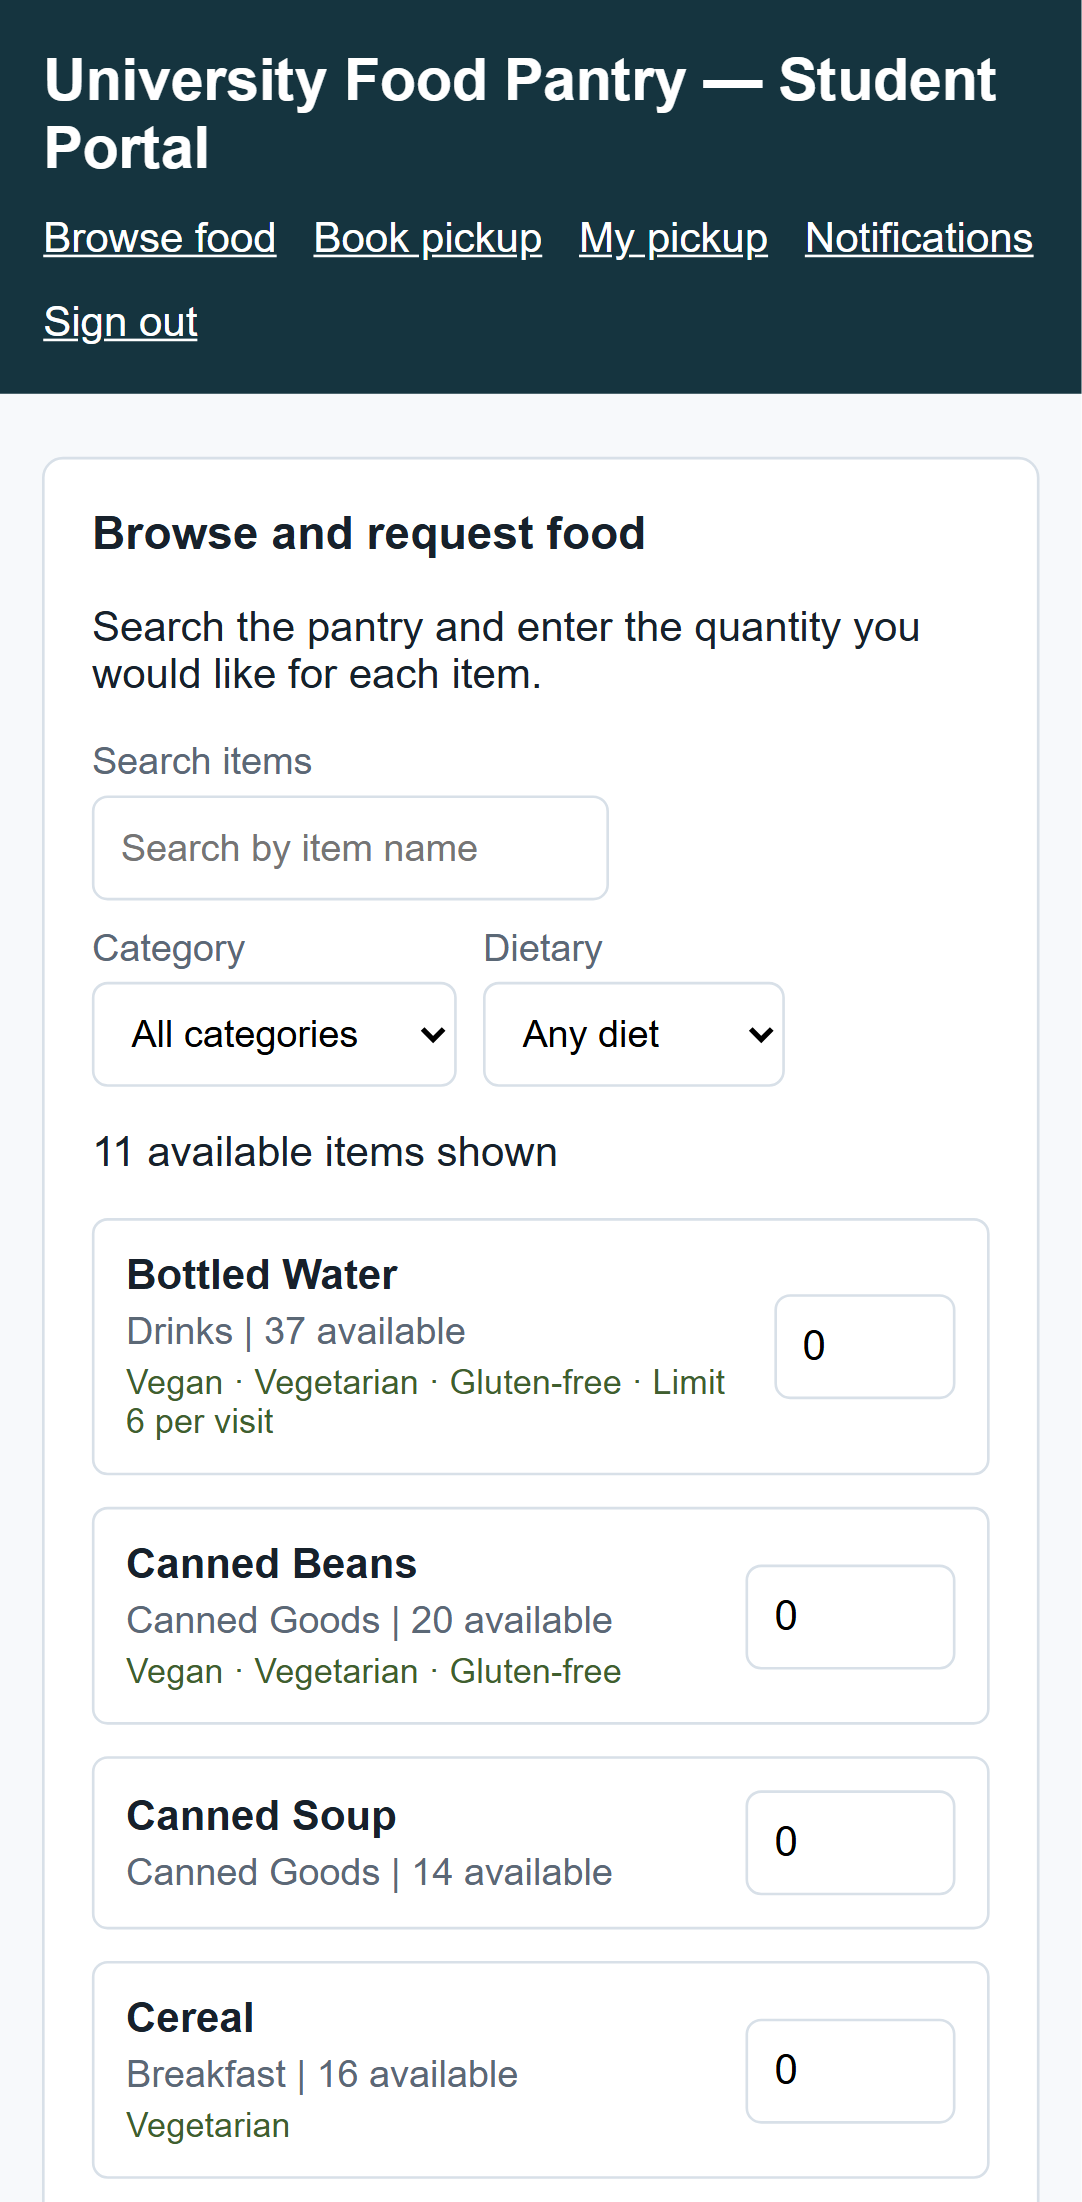 University Food Pantry — Student
Portal
Browse food Book pickup My pickup Notifications
Sign out
Browse and request food
Search the pantry and enter the quantity you
would like for each item.
Search items
Search by item name
Category Dietary
All categories Any diet
11 available items shown
Bottled Water
Drinks | 37 available
Vegan · Vegetarian · Gluten-free · Limit
6 per visit
0
Canned Beans
Canned Goods | 20 available
Vegan · Vegetarian · Gluten-free
0
Canned Soup
Canned Goods | 14 available
0
Cereal
Breakfast | 16 available
Vegetarian
0